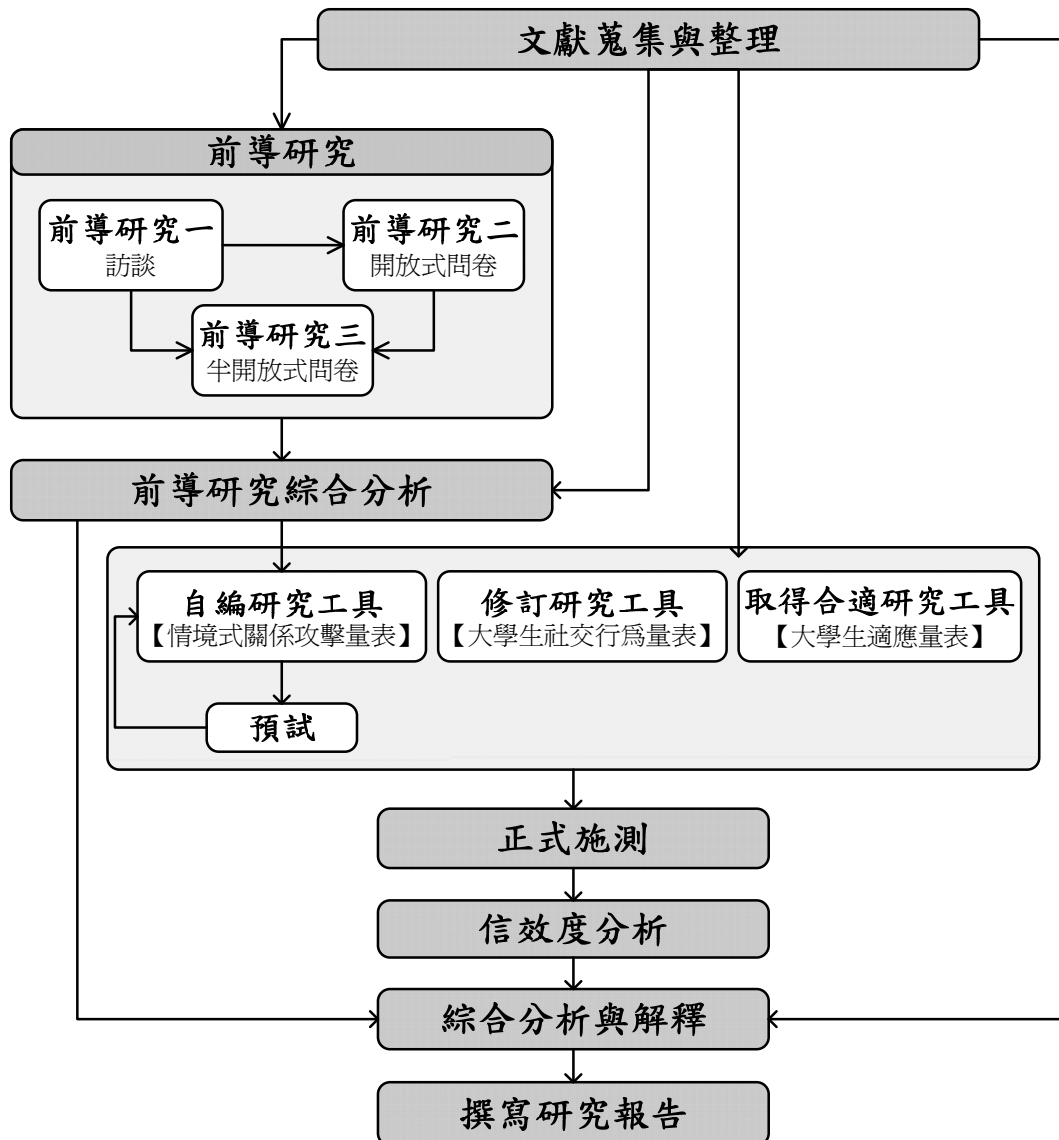 文獻蒐集與整理
前導研究
前導研究一
訪談
前導研究二
開放式問卷
前導研究三
半開放式問卷
前導研究綜合分析
自編研究工具
【情境式關係攻擊量表】
修訂研究工具
【大學生社交行為量表】
取得合適研究工具
【大學生適應量表】
預試
正式施測
信效度分析
綜合分析與解釋
撰寫研究報告